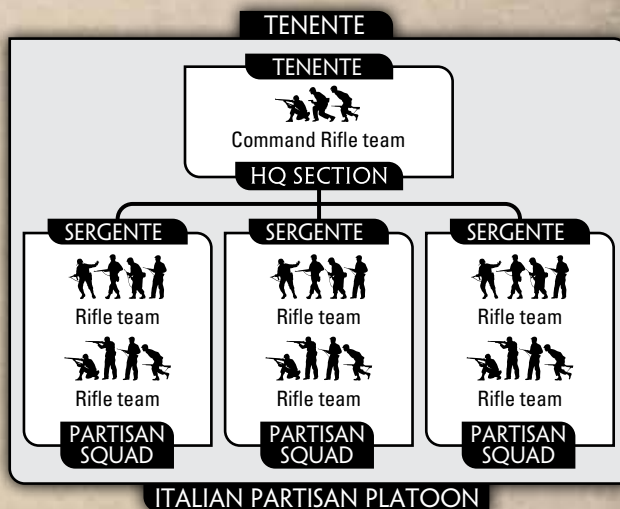 TENENTE
TENENTE
Command Rifle team
HQ SECTION
SERGENTE
Rifle team
Rifle team
PARTISAN
SQUAD
SERGENTE
Rifle team
Rifle team
PARTISAN
SQUAD
SERGENTE
Rifle team
Rifle team
PARTISAN
SQUAD
ITALIAN PARTISAN PLATOON